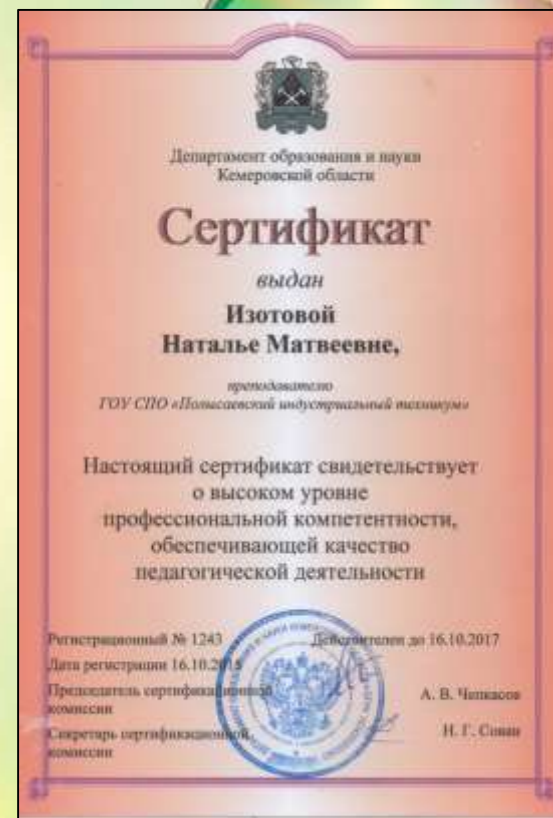 Департамент образования и науки
Кемеровской области
Сертификат
выдан
Изотовой
Наталье Матвеевне,
преподавателю
ГОУ СПО «Полысаевский индустриальный техникум»
Настоящий сертификат свидетельствует
о высоком уровне
профессиональной компетентности,
обеспечивающей качество
педагогической деятельности
Регистрационный № 1243
Действителен до 16.10.2017
Дата регистрации 16.10.2015
Председатель сертификационной
комиссии
А. В. Чепкасов
Секретарь сертификационной
комиссии
Н. Г.